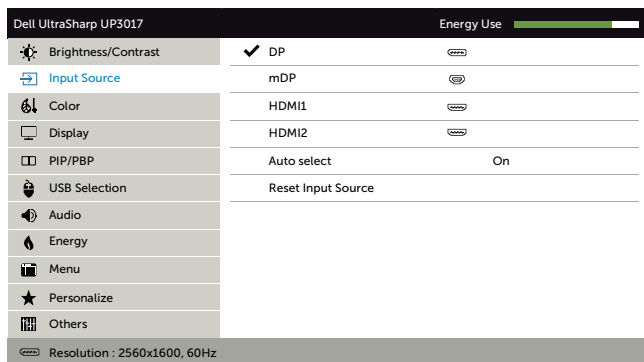 Dell UltraSharp UP3017
Energy Use
Brightness/Contrast
DP
Input Source
mDP
Color
HDMI1
Display
HDMI2
PIP/PBP
Auto select On
USB Selection
Reset Input Source
Audio
Energy
Menu
Personalize
Others
Resolution : 2560x1600, 60Hz